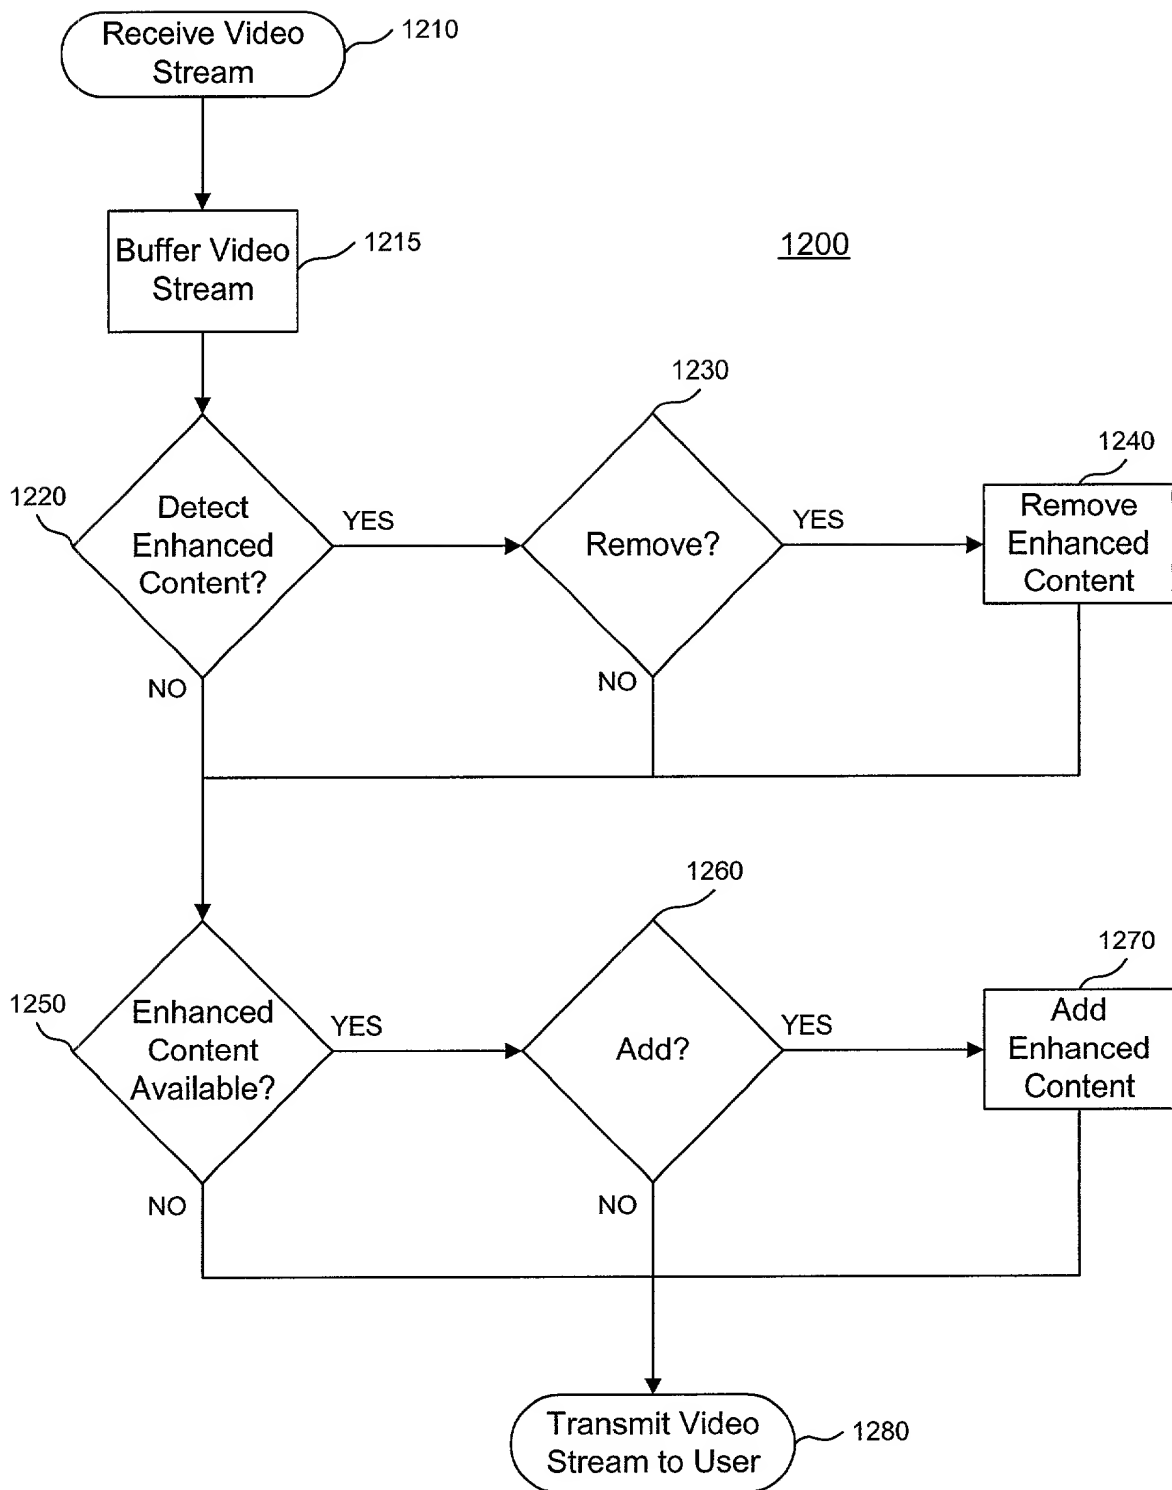 Receive Video
Stream
1210
Buffer Video
Stream
1215
1200
1220
Detect
Enhanced
Content?
YES
NO
1230
Remove?
YES
NO
1240
Remove
Enhanced
Content
1250
Enhanced
Content
Available?
YES
NO
1260
Add?
YES
NO
1270
Add
Enhanced
Content
Transmit Video
Stream to User
1280